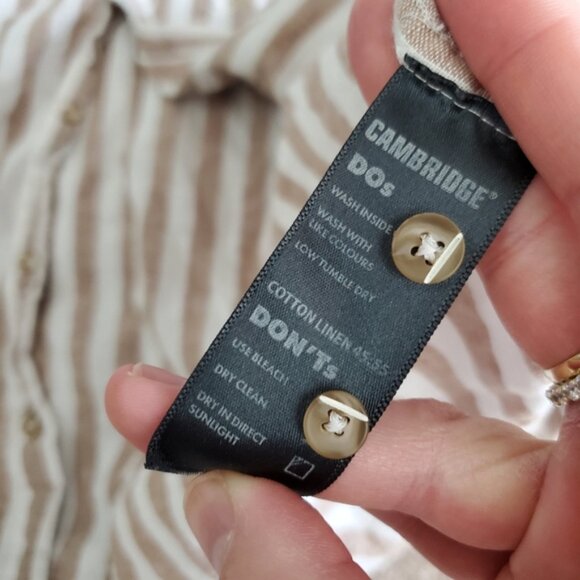 CAMBRIDGE®
DOs
WASH INSIDE
WASH WITH
LIKE COLOURS
LOW TUMBLE DRY
COTTON LINEN 45:55
DON'Ts
USE BLEACH
DRY CLEAN
DRY IN DIRECT
SUNLIGHT